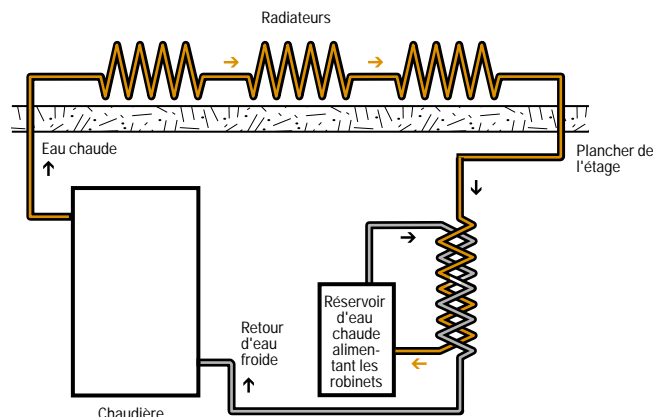 Radiateurs
Eau chaude
Plancher de
l'étage
Réservoir
d'eau
chaude
alimen-
tant les
robinets
Retour
d'eau
froide
Chaudière